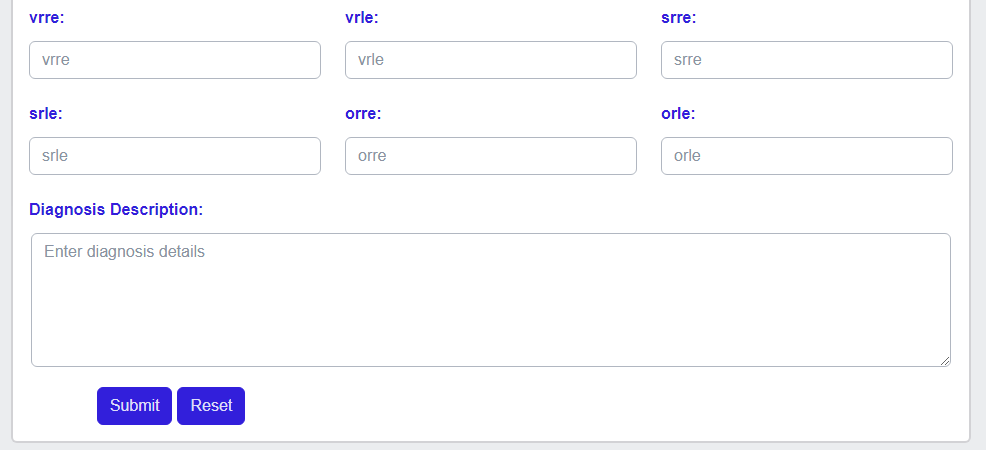 vrre: vrle: srre:
vrre vrle srre
srle: orre: orle:
srle orre orle
Diagnosis Description:
Enter diagnosis details
Submit Reset